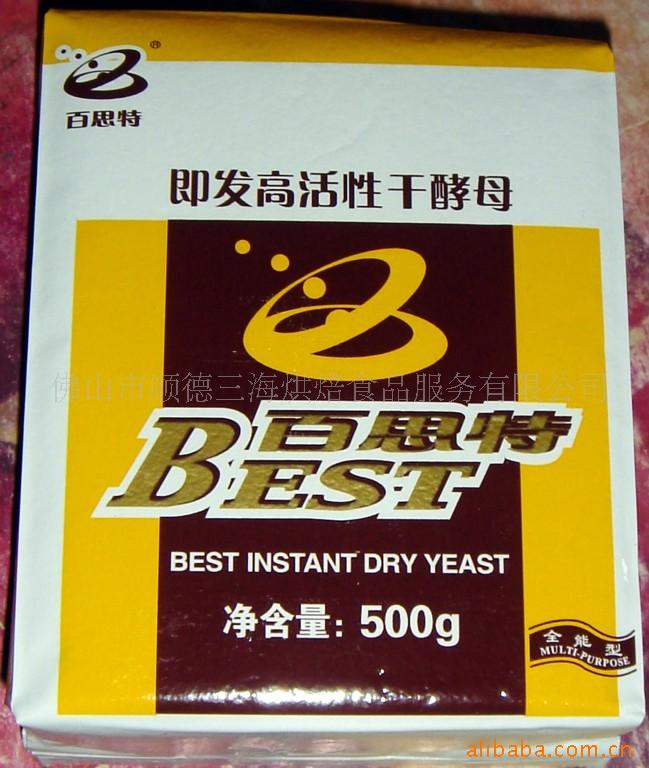 ®
百思特
即发高活性干酵母
佛山市顺德三海烘焙食品服务有限公司
百思特
BEST
BEST INSTANT DRY YEAST
净含量: 500g
全能型
MULTI-PURPOSE
alibaba.com.cn